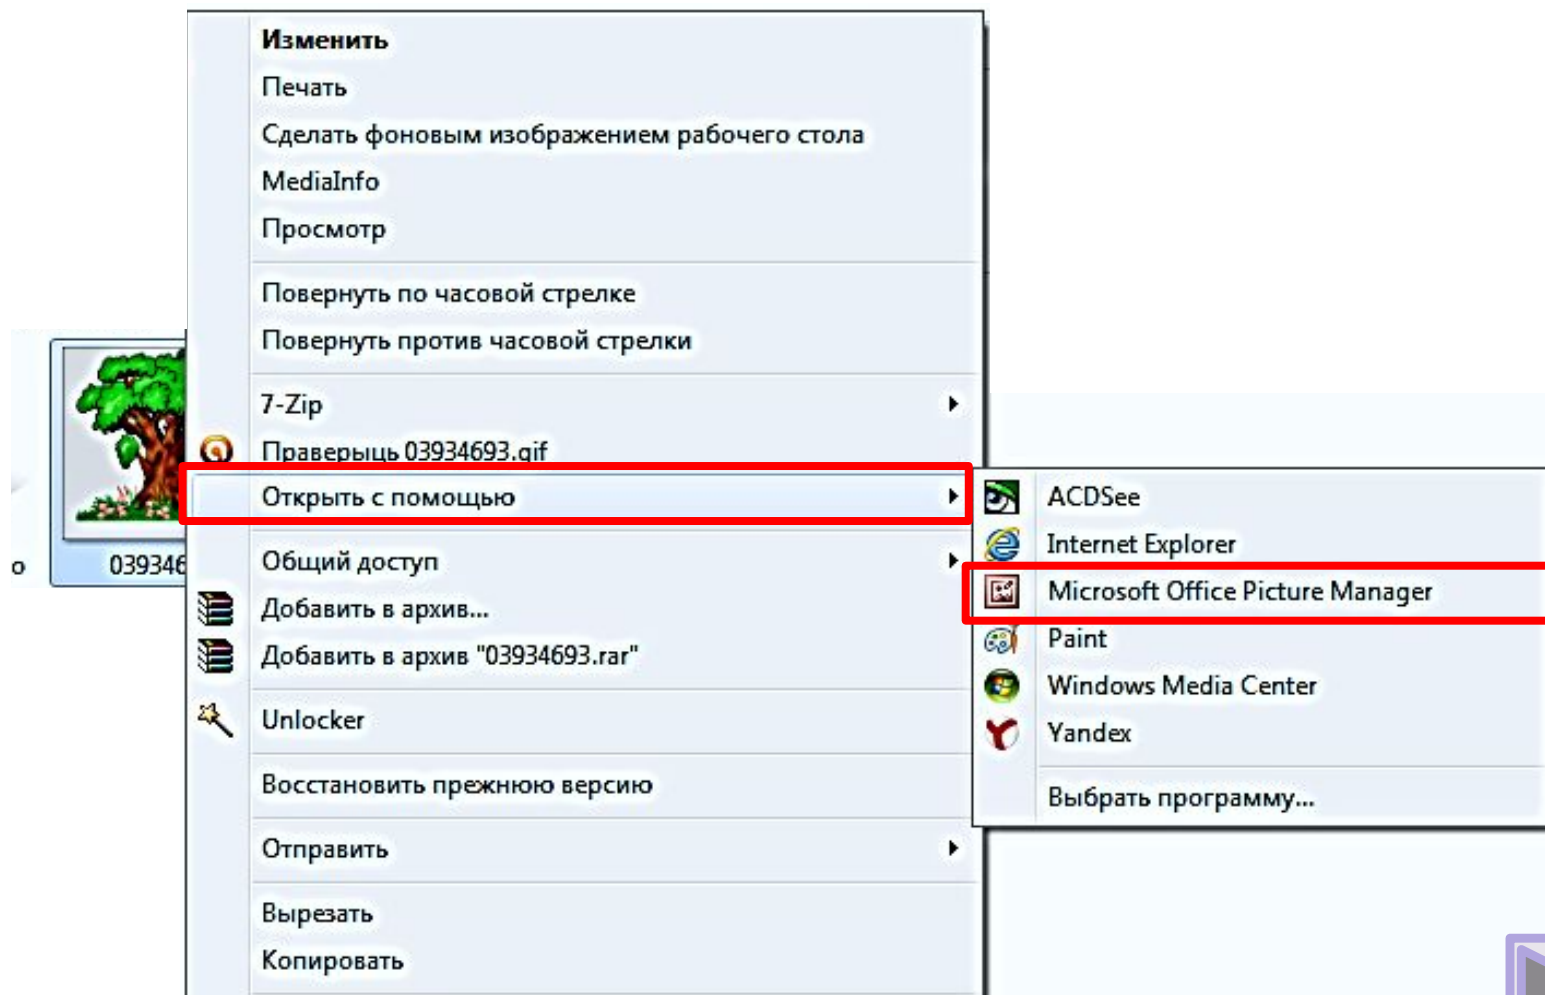 Изменить
Печать
Сделать фоновым изображением рабочего стола
MediaInfo
Просмотр
Повернуть по часовой стрелке
Повернуть против часовой стрелки
7-Zip
Праверыць 03934693.gif
Открыть с помощью
Общий доступ
Добавить в архив...
Добавить в архив "03934693.rar"
Unlocker
Восстановить прежнюю версию
Отправить
Вырезать
Копировать
ACDSee
Internet Explorer
Microsoft Office Picture Manager
Paint
Windows Media Center
Yandex
Выбрать программу...
о
039346